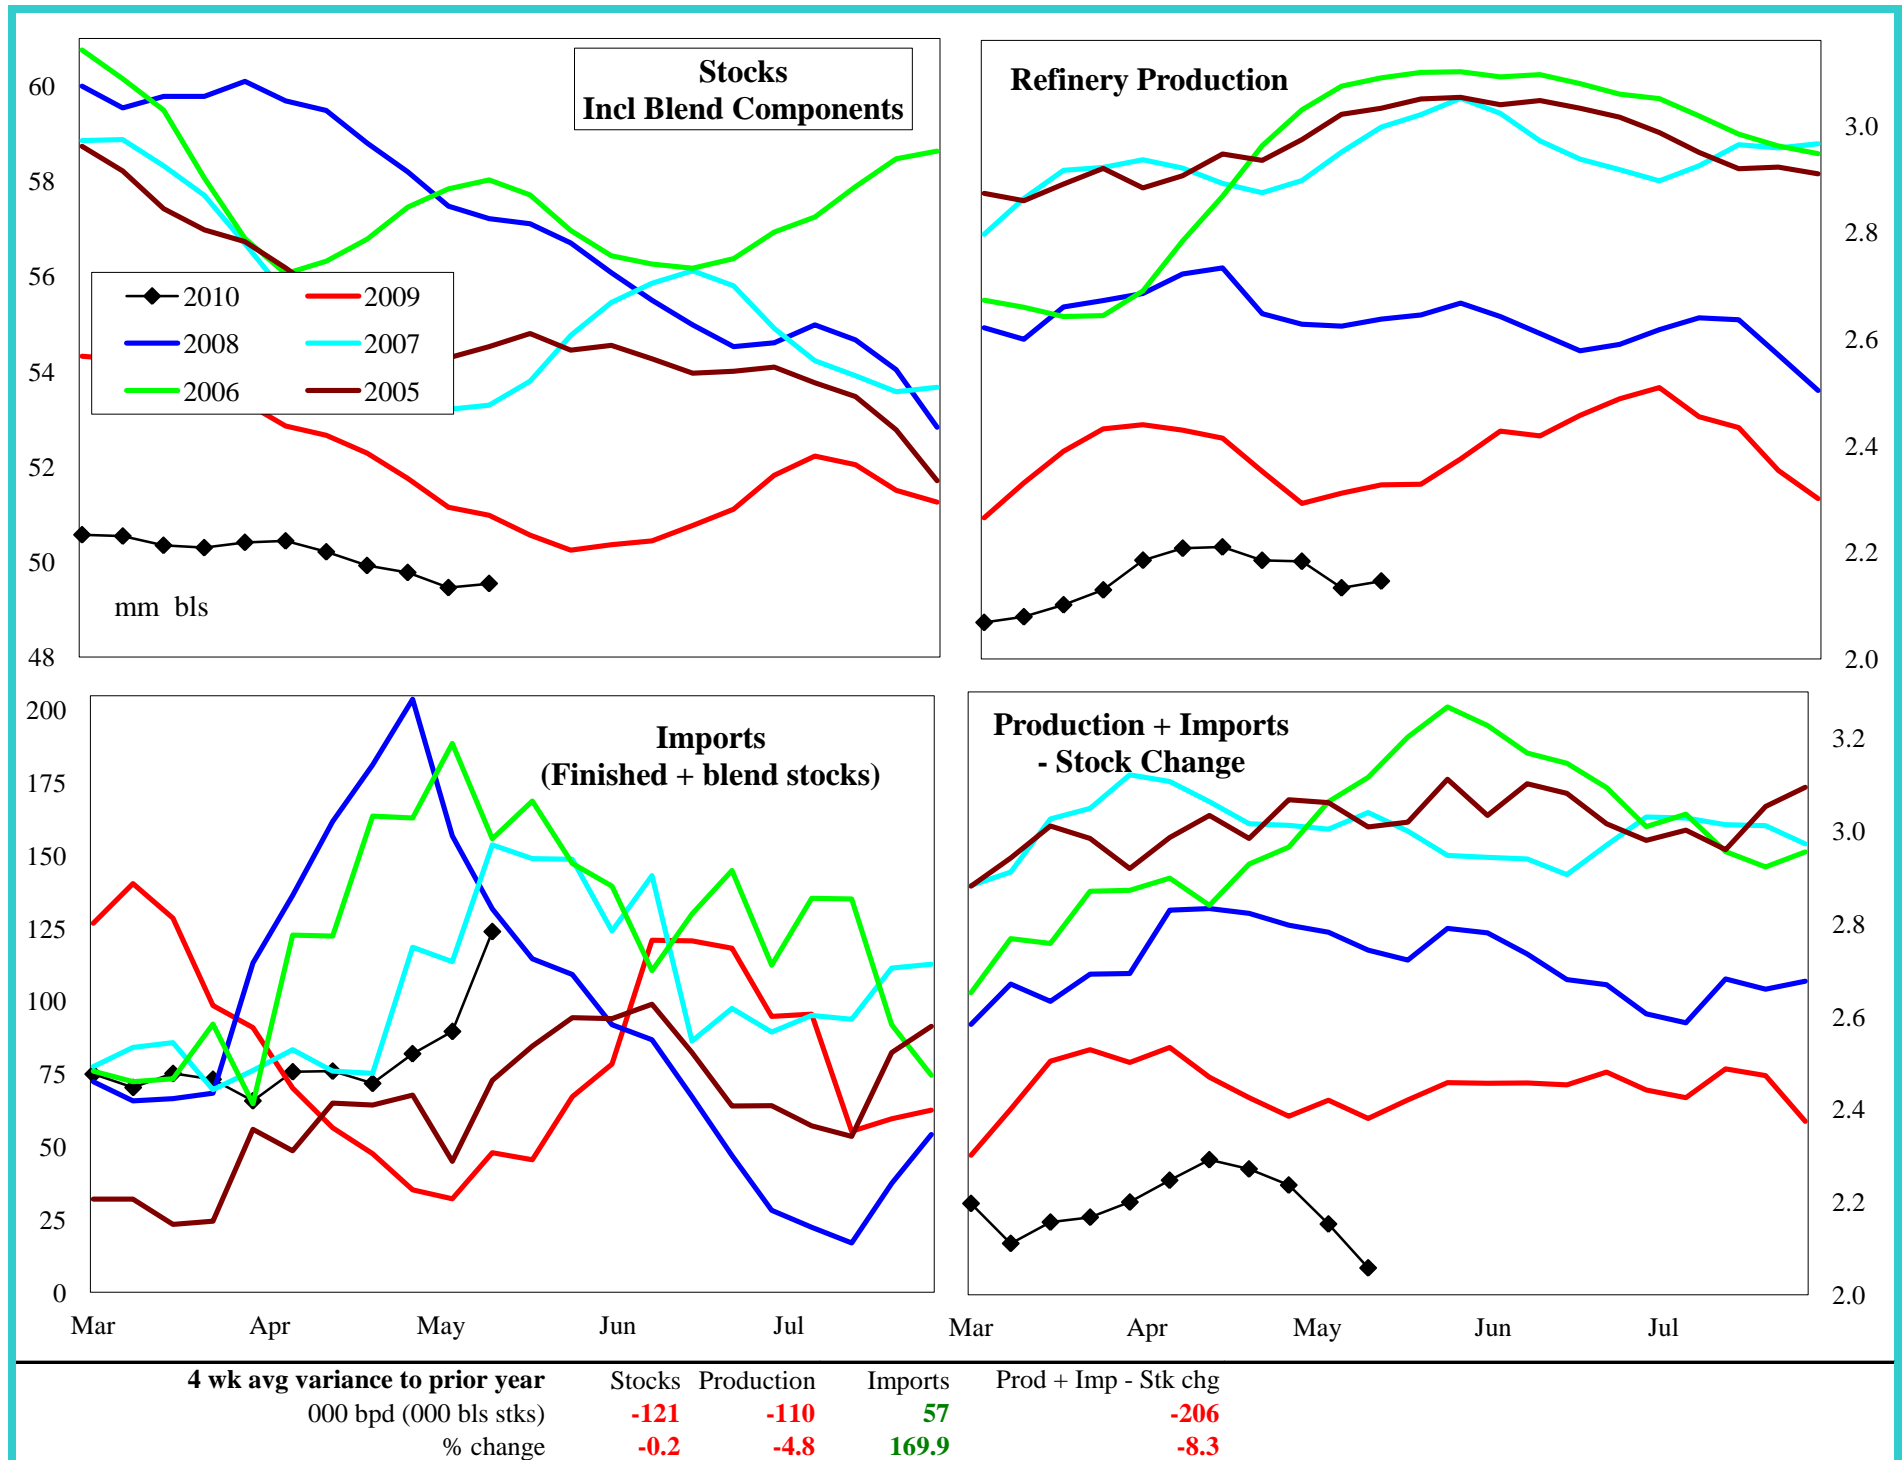 Stocks
Incl Blend Components
60
58
56
54
52
50
48
2010
2009
2008
2007
2006
2005
mm bls
Refinery Production
3.0
2.8
2.6
2.4
2.2
2.0
Imports
(Finished + blend stocks)
200
175
150
125
100
75
50
25
0
Mar Apr May Jun Jul
Production + Imports
- Stock Change
3.2
3.0
2.8
2.6
2.4
2.2
2.0
Mar Apr May Jun Jul
4 wk avg variance to prior year Stocks Production Imports Prod + Imp - Stk chg
000 bpd (000 bls stks) -121 -110 57 -206
% change -0.2 -4.8 169.9 -8.3